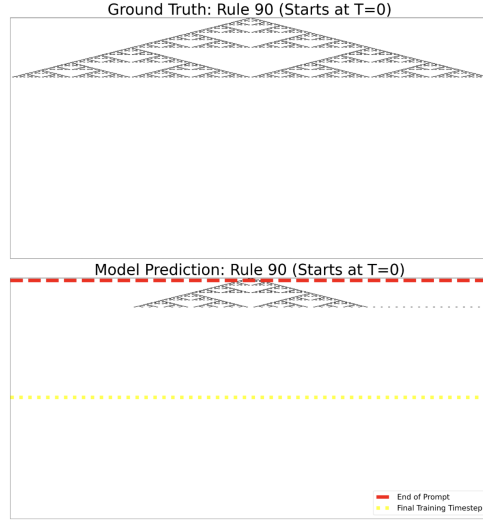 Ground Truth: Rule 90 (Starts at T=0)
Model Prediction: Rule 90 (Starts at T=0)
End of Prompt
Final Training Timestep